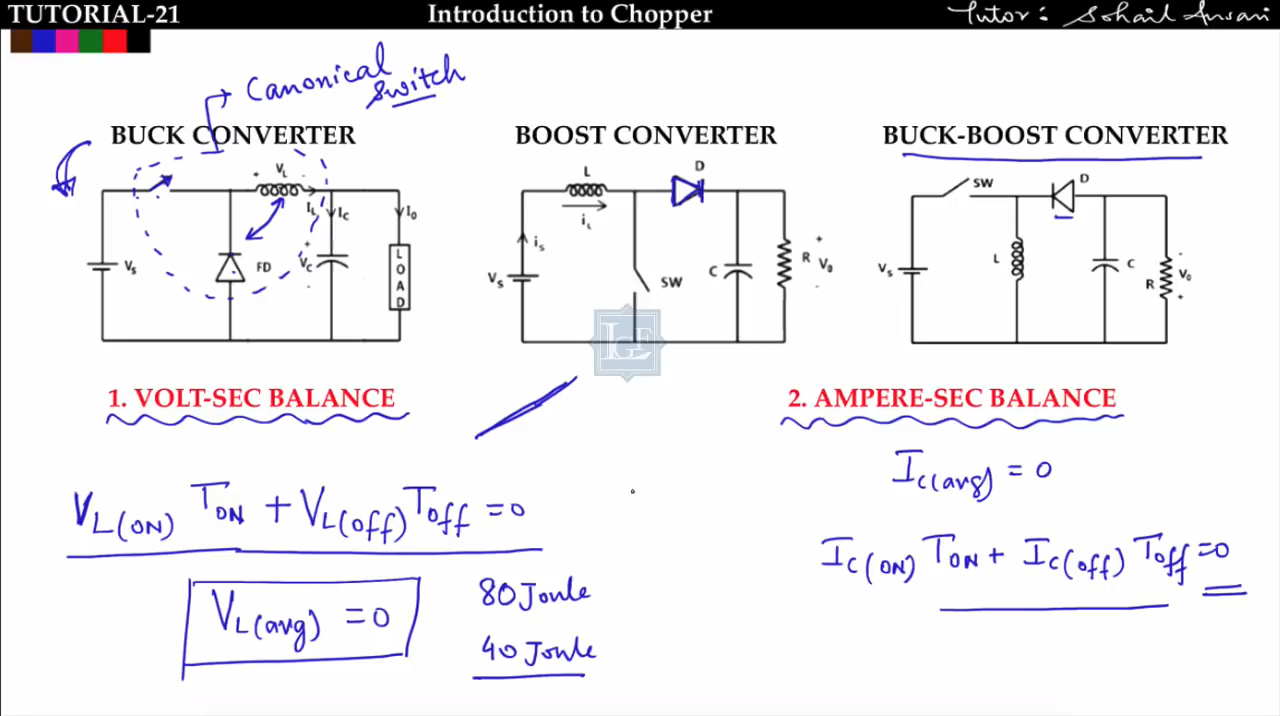 TUTORIAL-21
Introduction to Chopper
Tutor : Sohail Ansari
Canonical
Switch
BUCK CONVERTER
BOOST CONVERTER
BUCK-BOOST CONVERTER
+ VL -
IL
IC
I0
Vs
FD
+ VC -
LOAD
L
iL
is
D
Vs
SW
C
R
+ V0 -
SW
D
Vs
L
C
R
- V0 +
LGE
1. VOLT-SEC BALANCE
2. AMPERE-SEC BALANCE
VL(ON) TON + VL(off) Toff = 0
VL(avg) = 0
80 Joule
40 Joule
IC(avg) = 0
IC(ON) TON + IC(off) Toff = 0